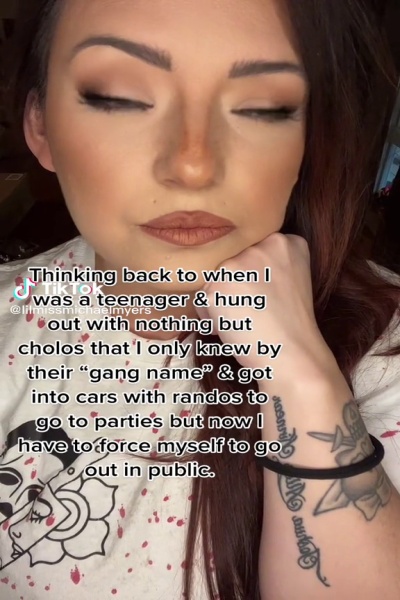 Thinking back to when I
TikTok
was a teenager & hung
@lilmissmichaelmyers
out with nothing but
cholos that I only knew by
their “gang name” & got
into cars with randos to
go to parties but now I
have to force myself to go
out in public.